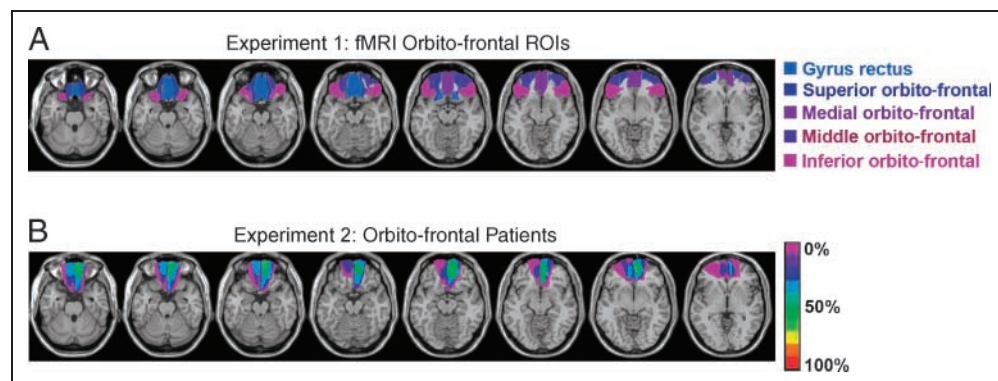 A
Experiment 1: fMRI Orbito-frontal ROIs
Gyrus rectus
Superior orbito-frontal
Medial orbito-frontal
Middle orbito-frontal
Inferior orbito-frontal
B
Experiment 2: Orbito-frontal Patients
0%
50%
100%